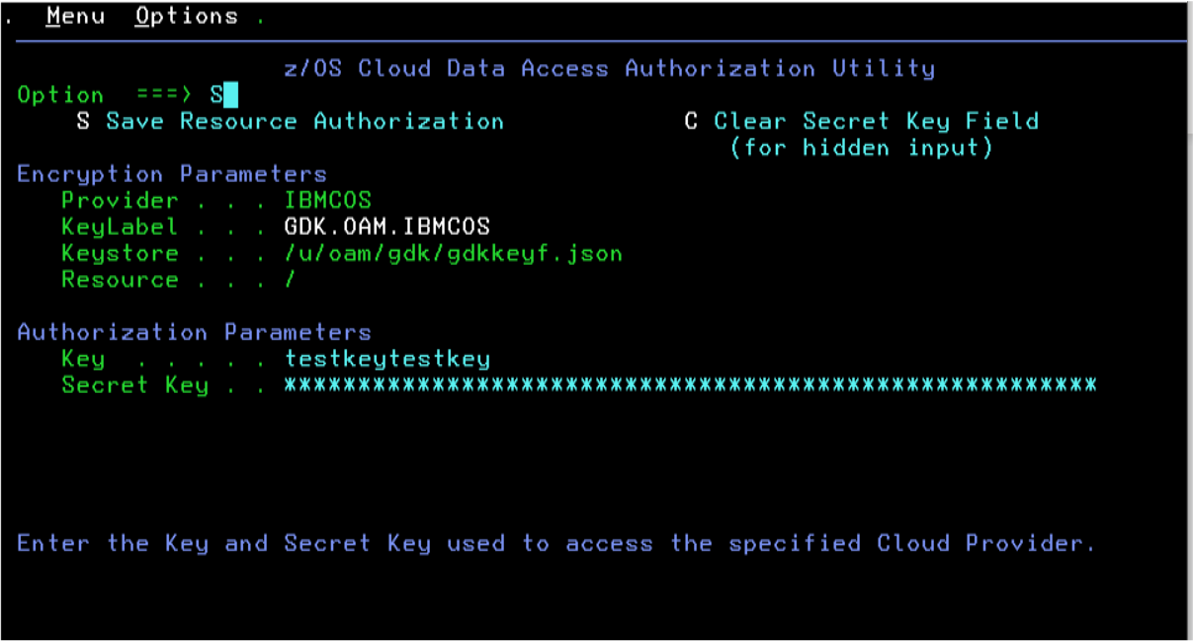 . Menu Options .
z/OS Cloud Data Access Authorization Utility
Option ===> S
S Save Resource Authorization C Clear Secret Key Field
(for hidden input)
Encryption Parameters
Provider . . . IBMCOS
KeyLabel . . . GDK.OAM.IBMCOS
Keystore . . . /u/oam/gdk/gdkkeyf.json
Resource . . . /
Authorization Parameters
Key . . . . . testkeytestkey
Secret Key . . *******************************************************
Enter the Key and Secret Key used to access the specified Cloud Provider.